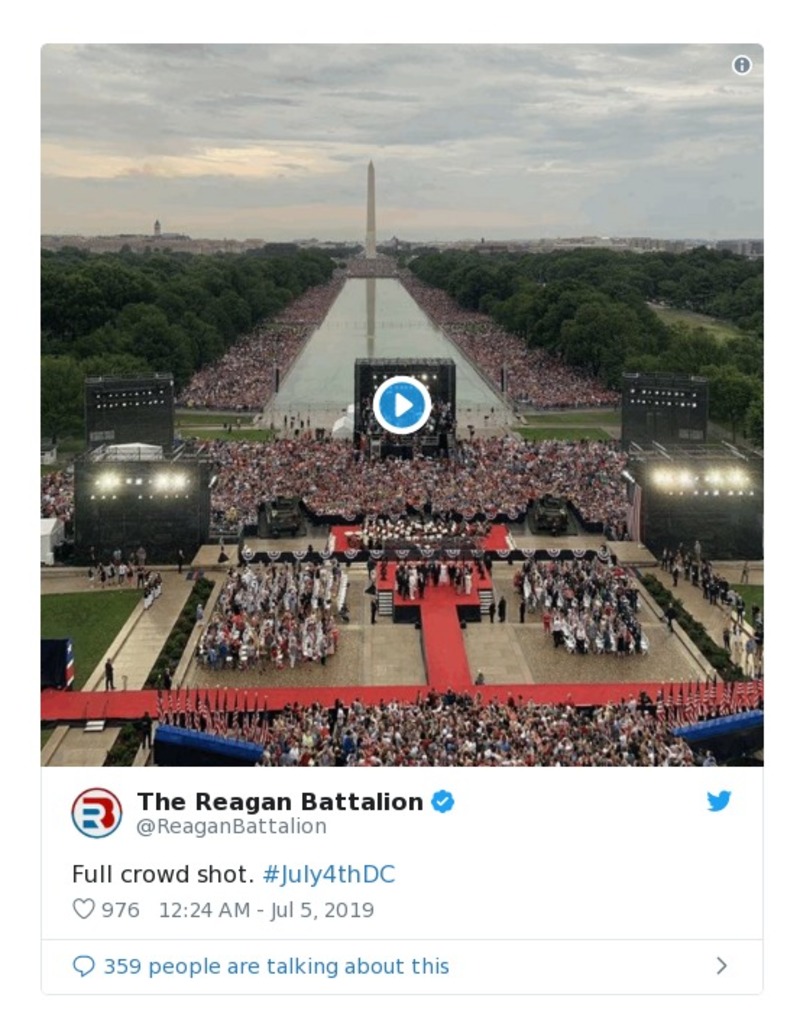 The Reagan Battalion
@ReaganBattalion
Full crowd shot. #July4thDC
976 12:24 AM - Jul 5, 2019
359 people are talking about this